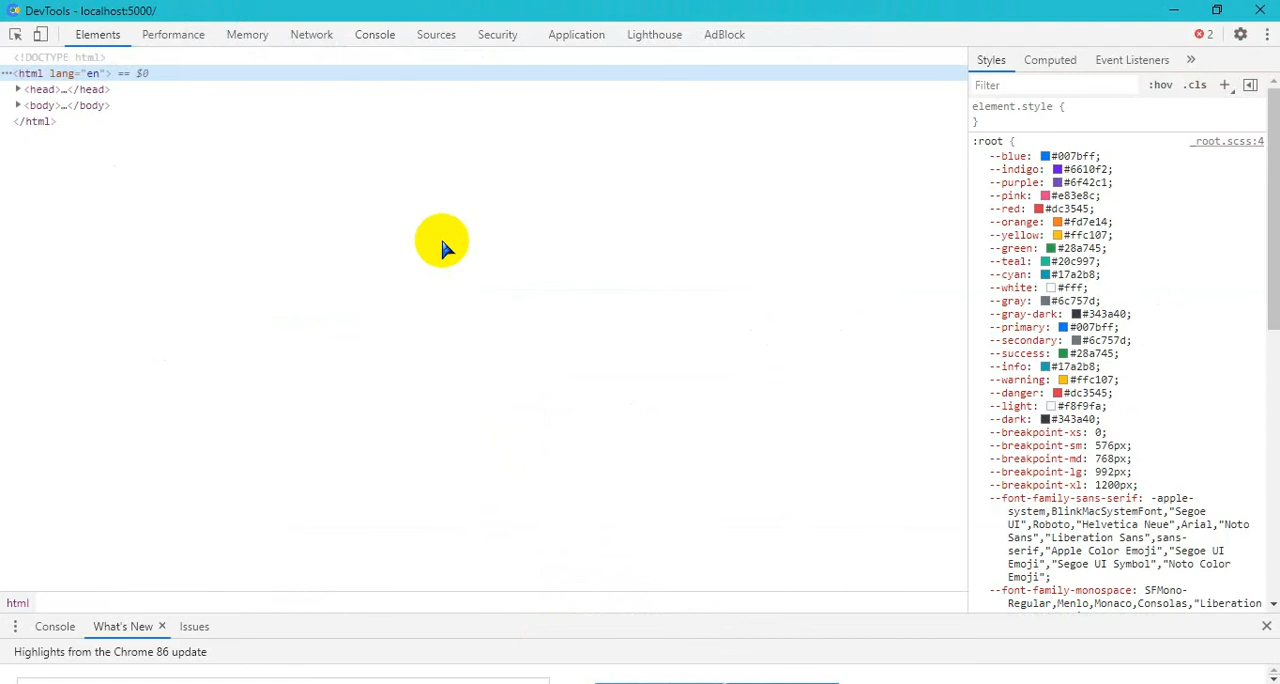 DevTools - localhost:5000/
Elements Performance Memory Network Console Sources Security Application Lighthouse AdBlock 2
<!DOCTYPE html>
···<html lang="en"> == $0
<head>…</head>
<body>…</body>
</html>
html
Styles Computed Event Listeners »
Filter :hov .cls +
element.style {
}
:root { _root.scss:4
--blue: #007bff;
--indigo: #6610f2;
--purple: #6f42c1;
--pink: #e83e8c;
--red: #dc3545;
--orange: #fd7e14;
--yellow: #ffc107;
--green: #28a745;
--teal: #20c997;
--cyan: #17a2b8;
--white: #fff;
--gray: #6c757d;
--gray-dark: #343a40;
--primary: #007bff;
--secondary: #6c757d;
--success: #28a745;
--info: #17a2b8;
--warning: #ffc107;
--danger: #dc3545;
--light: #f8f9fa;
--dark: #343a40;
--breakpoint-xs: 0;
--breakpoint-sm: 576px;
--breakpoint-md: 768px;
--breakpoint-lg: 992px;
--breakpoint-xl: 1200px;
--font-family-sans-serif: -apple-
system,BlinkMacSystemFont,"Segoe
UI",Roboto,"Helvetica Neue",Arial,"Noto
Sans","Liberation Sans",sans-
serif,"Apple Color Emoji","Segoe UI
Emoji","Segoe UI Symbol","Noto Color
Emoji";
--font-family-monospace: SFMono-
Regular,Menlo,Monaco,Consolas,"Liberation
Console What's New × Issues
Highlights from the Chrome 86 update